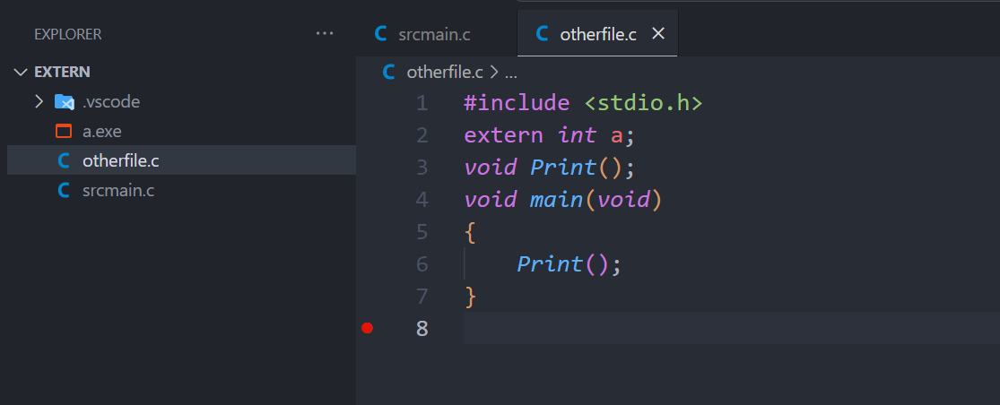 EXPLORER ...
EXTERN
.vscode
a.exe
otherfile.c
srcmain.c
C srcmain.c
C otherfile.c ×
C otherfile.c > ...
1 #include <stdio.h>
2 extern int a;
3 void Print();
4 void main(void)
5 {
6     Print();
7 }
8